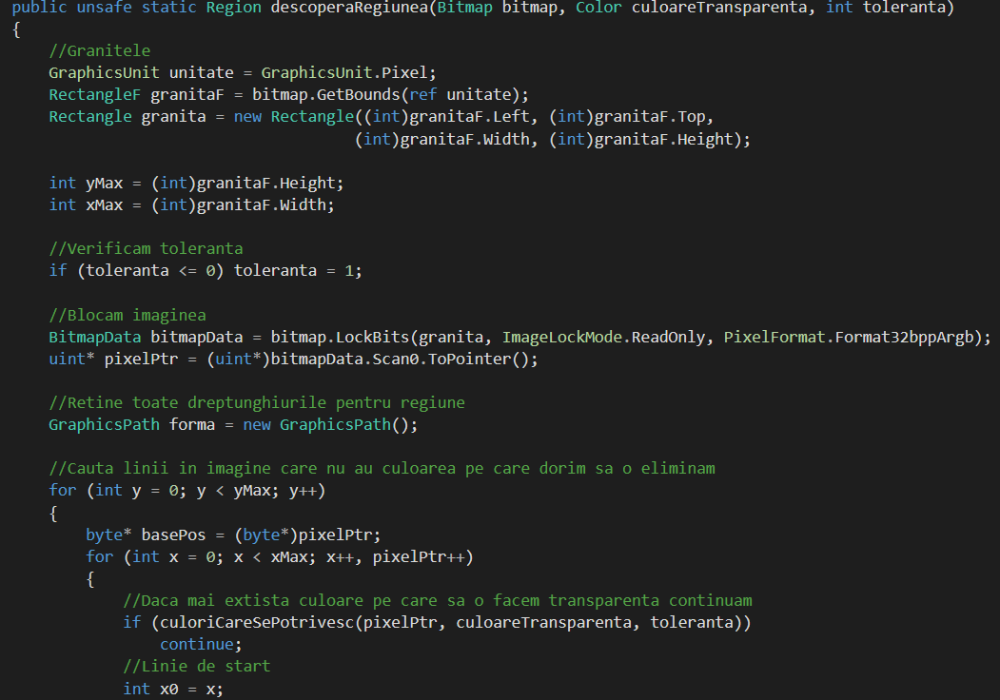 public unsafe static Region descoperaRegiunea(Bitmap bitmap, Color culoareTransparenta, int toleranta)
{
//Granitele
GraphicsUnit unitate = GraphicsUnit.Pixel;
RectangleF granitaF = bitmap.GetBounds(ref unitate);
Rectangle granita = new Rectangle((int)granitaF.Left, (int)granitaF.Top,
(int)granitaF.Width, (int)granitaF.Height);
int yMax = (int)granitaF.Height;
int xMax = (int)granitaF.Width;
//Verificam toleranta
if (toleranta <= 0) toleranta = 1;
//Blocam imaginea
BitmapData bitmapData = bitmap.LockBits(granita, ImageLockMode.ReadOnly, PixelFormat.Format32bppArgb);
uint* pixelPtr = (uint*)bitmapData.Scan0.ToPointer();
//Retine toate dreptunghiurile pentru regiune
GraphicsPath forma = new GraphicsPath();
//Cauta linii in imagine care nu au culoarea pe care dorim sa o eliminam
for (int y = 0; y < yMax; y++)
{
byte* basePos = (byte*)pixelPtr;
for (int x = 0; x < xMax; x++, pixelPtr++)
{
//Daca mai extista culoare pe care sa o facem transparenta continuam
if (culoriCareSePotrivesc(pixelPtr, culoareTransparenta, toleranta))
continue;
//Linie de start
int x0 = x;